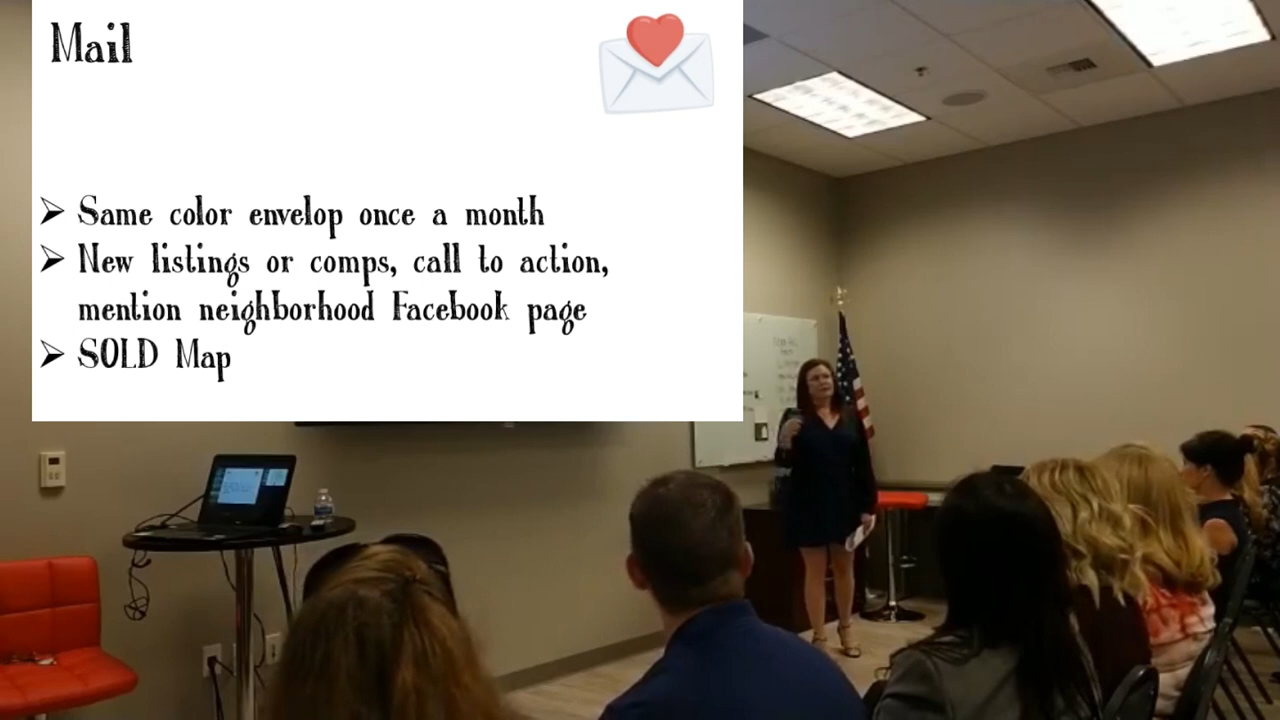 Mail
➢ Same color envelop once a month
➢ New listings or comps, call to action,
mention neighborhood Facebook page
➢ SOLD Map